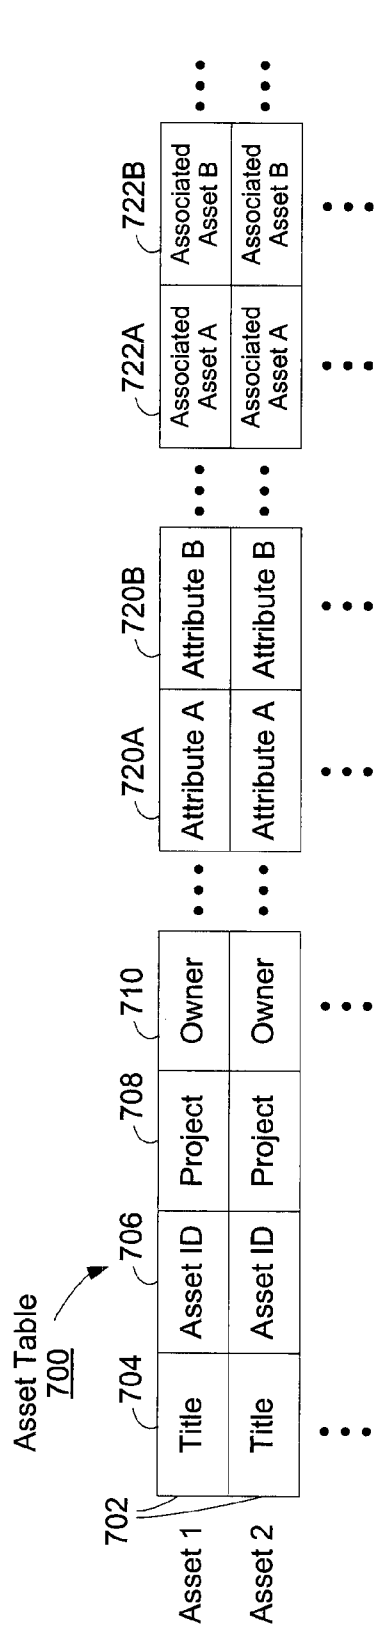 Asset Table
700
702
704
706
708
710
720A
720B
722A
722B
Asset 1
Title
Asset ID
Project
Owner
Attribute A
Attribute B
Associated
Asset A
Associated
Asset B
Asset 2
Title
Asset ID
Project
Owner
Attribute A
Attribute B
Associated
Asset A
Associated
Asset B